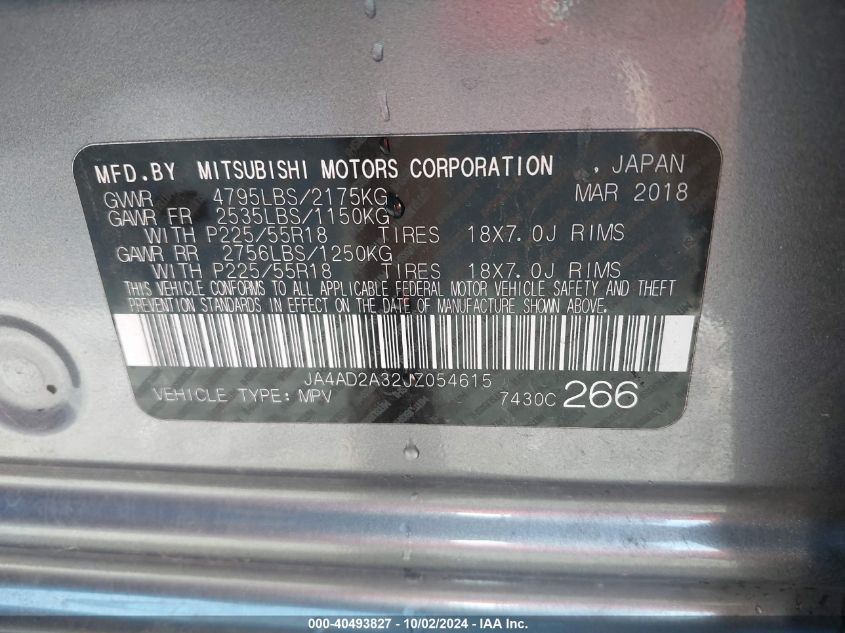 MFD.BY MITSUBISHI MOTORS CORPORATION , JAPAN
GVWR 4795LBS/2175KG MAR 2018
GAWR FR 2535LBS/1150KG
WITH P225/55R18 TIRES 18X7.0J RIMS
GAWR RR 2756LBS/1250KG
WITH P225/55R18 TIRES 18X7.0J RIMS
THIS VEHICLE CONFORMS TO ALL APPLICABLE FEDERAL MOTOR VEHICLE SAFETY AND THEFT
PREVENTION STANDARDS IN EFFECT ON THE DATE OF MANUFACTURE SHOWN ABOVE.
JA4AD2A32JZ054615
VEHICLE TYPE: MPV 7430C 266
000-40493827 - 10/02/2024 - IAA Inc.